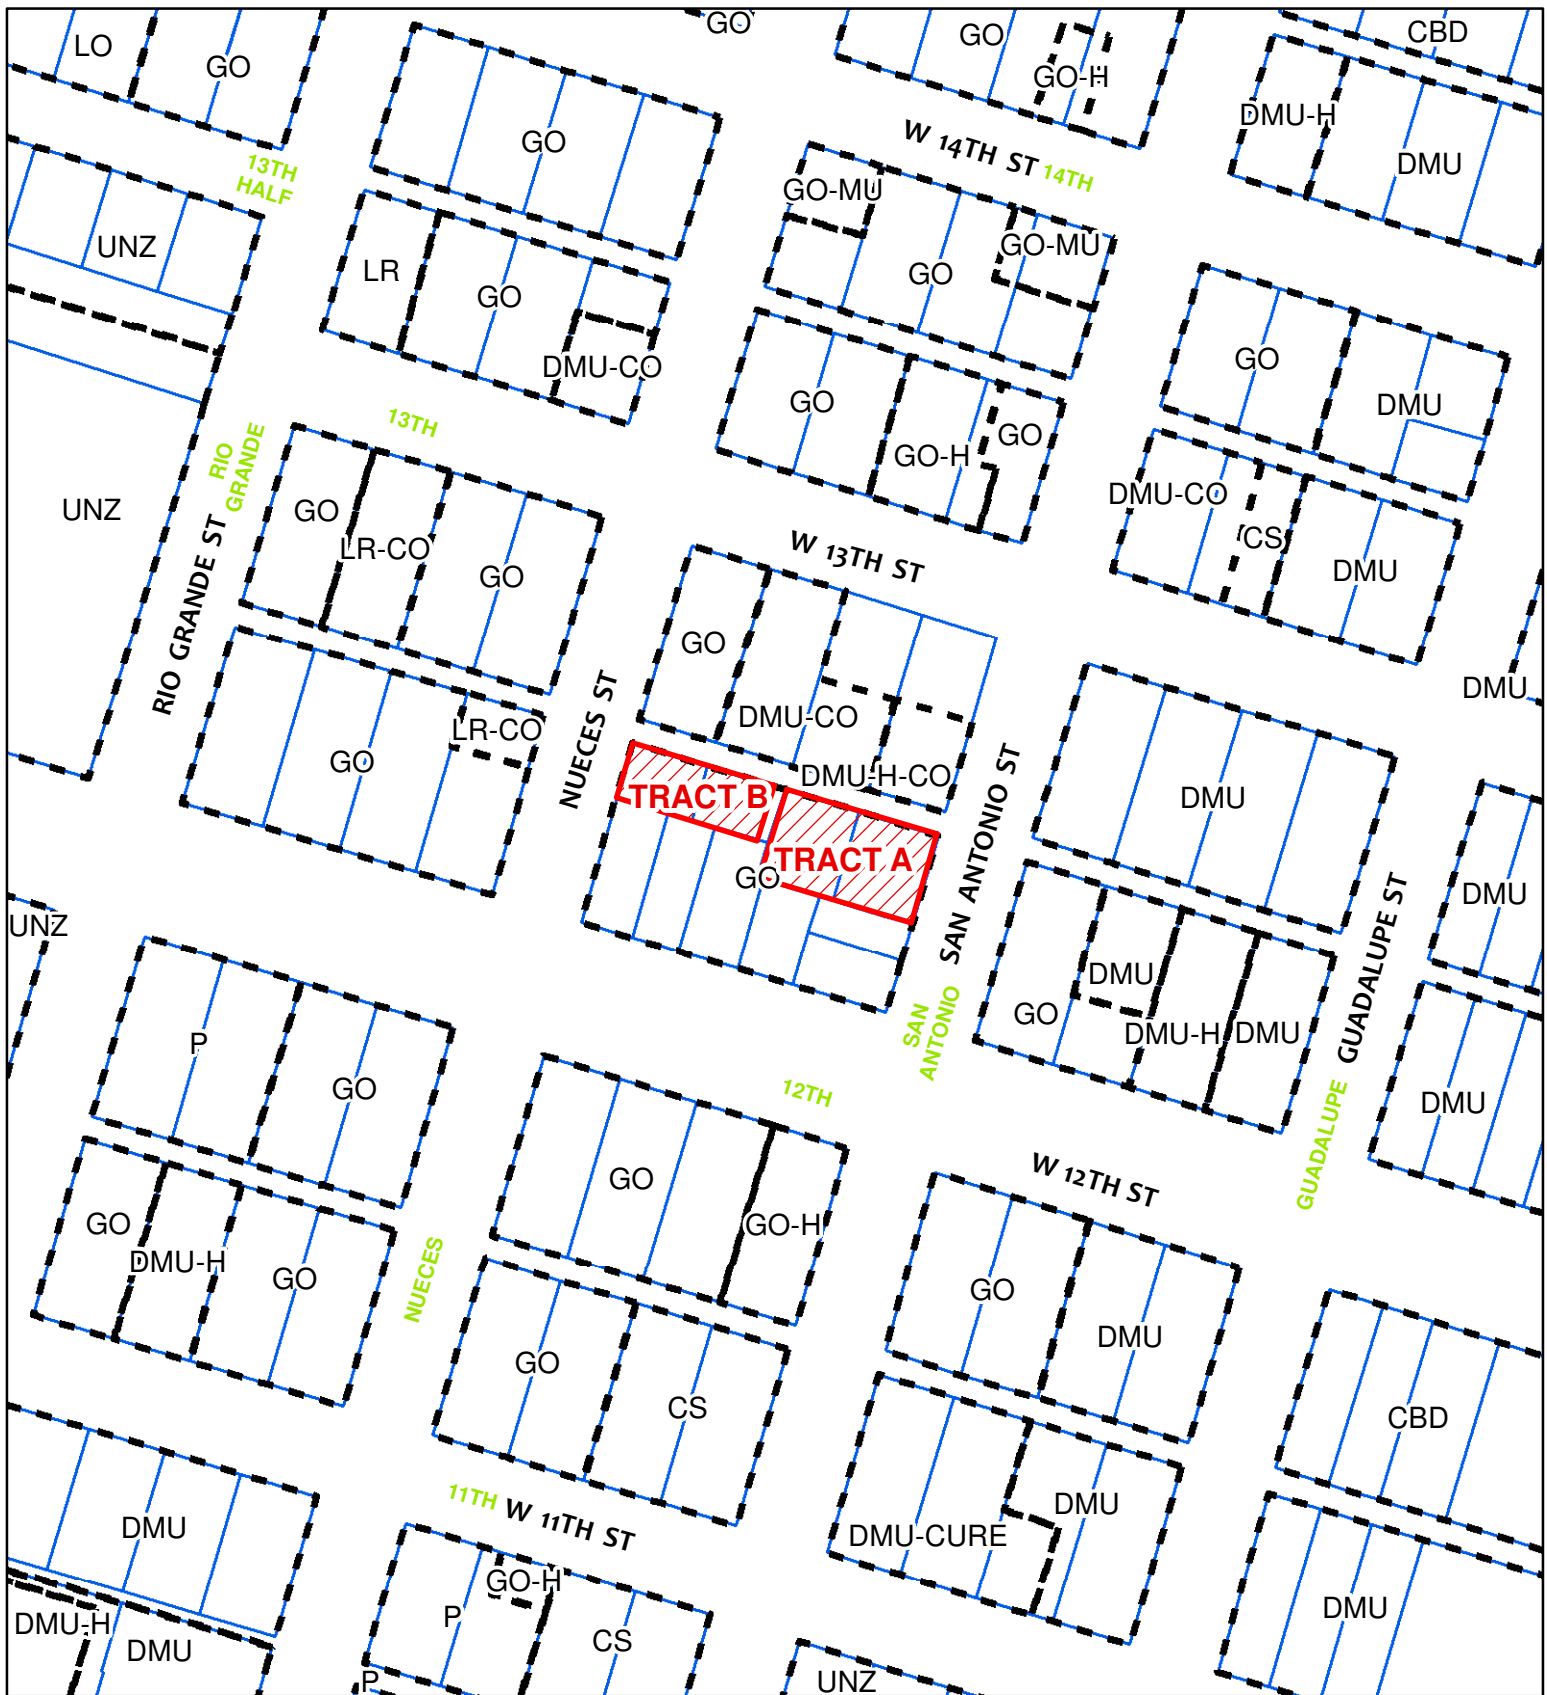 LO
GO
GO
GO
GO-H
CBD
DMU-H
DMU
13TH
HALF
GO
W 14TH ST
14TH
GO-MU
GO
GO-MU
UNZ
LR
GO
DMU-CO
GO
GO-H
GO
GO
DMU
13TH
RIO
GRANDE
UNZ
GO
LR-CO
GO
W 13TH ST
DMU-CO
CS
DMU
RIO GRANDE ST
GO
DMU-CO
DMU-H-CO
DMU
NUECES ST
LR-CO
GO
TRACT B
TRACT A
GO
SAN ANTONIO ST
DMU
DMU
UNZ
GUADALUPE ST
GO
DMU
DMU-H
DMU
SAN
ANTONIO
P
GO
12TH
DMU
GUADALUPE
GO
DMU-H
GO
NUECES
GO
GO-H
W 12TH ST
GO
DMU
GO
CS
CBD
11TH
W 11TH ST
DMU
DMU-CURE
DMU
DMU
DMU-H
DMU
P
GO-H
CS
P
UNZ